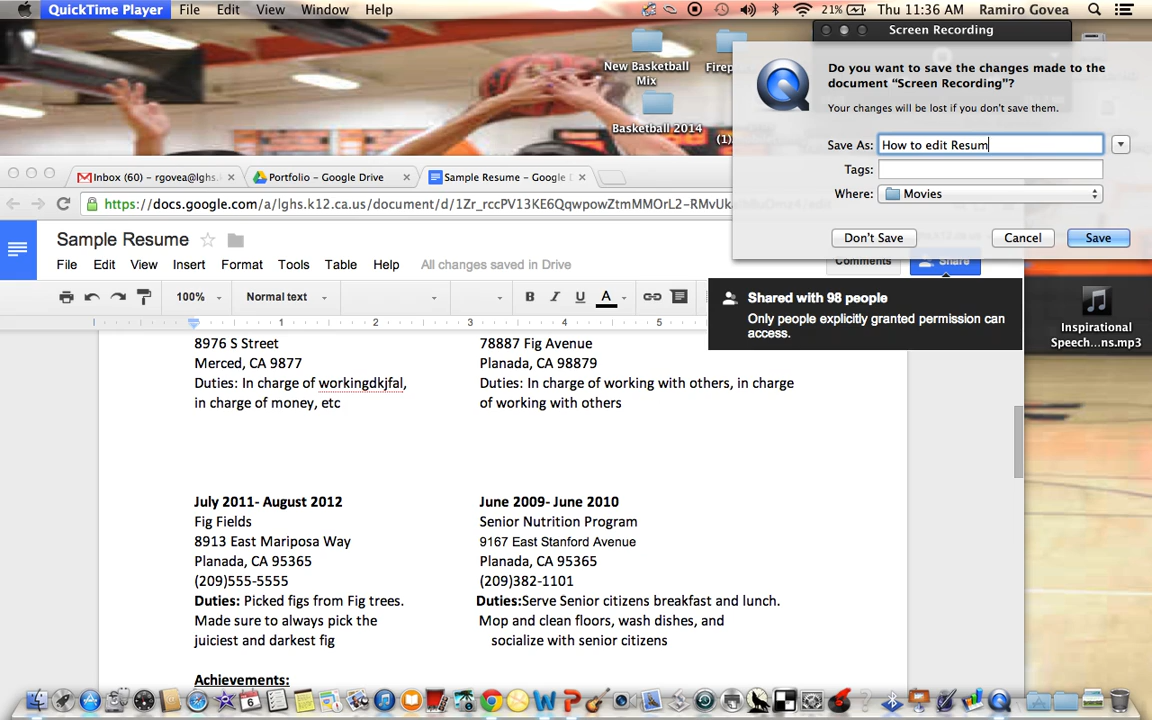 QuickTime Player File Edit View Window Help 21% Thu 11:36 AM Ramiro Govea
Screen Recording
New Basketball
Mix
Basketball 2014
(1)
Do you want to save the changes made to the
document “Screen Recording”?
Your changes will be lost if you don’t save them.
Save As: How to edit Resum
Tags:
Where: Movies
Don’t Save Cancel Save
Inbox (60) – rgovea@lghs. Portfolio – Google Drive Sample Resume – Google
Sample Resume
File Edit View Insert Format Tools Table Help All changes saved in Drive
Comments Share
100% Normal text B I U A
Shared with 98 people
Only people explicitly granted permission can
access.
Inspirational
Speech...ns.mp3
1 2 3 4 5
8976 S Street 78887 Fig Avenue
Merced, CA 9877 Planada, CA 98879
Duties: In charge of workingdkjfal, Duties: In charge of working with others, in charge
in charge of money, etc of working with others
July 2011- August 2012 June 2009- June 2010
Fig Fields Senior Nutrition Program
8913 East Mariposa Way 9167 East Stanford Avenue
Planada, CA 95365 Planada, CA 95365
(209)555-5555 (209)382-1101
Duties: Picked figs from Fig trees. Duties:Serve Senior citizens breakfast and lunch.
Made sure to always pick the Mop and clean floors, wash dishes, and
juiciest and darkest fig socialize with senior citizens
Achievements: